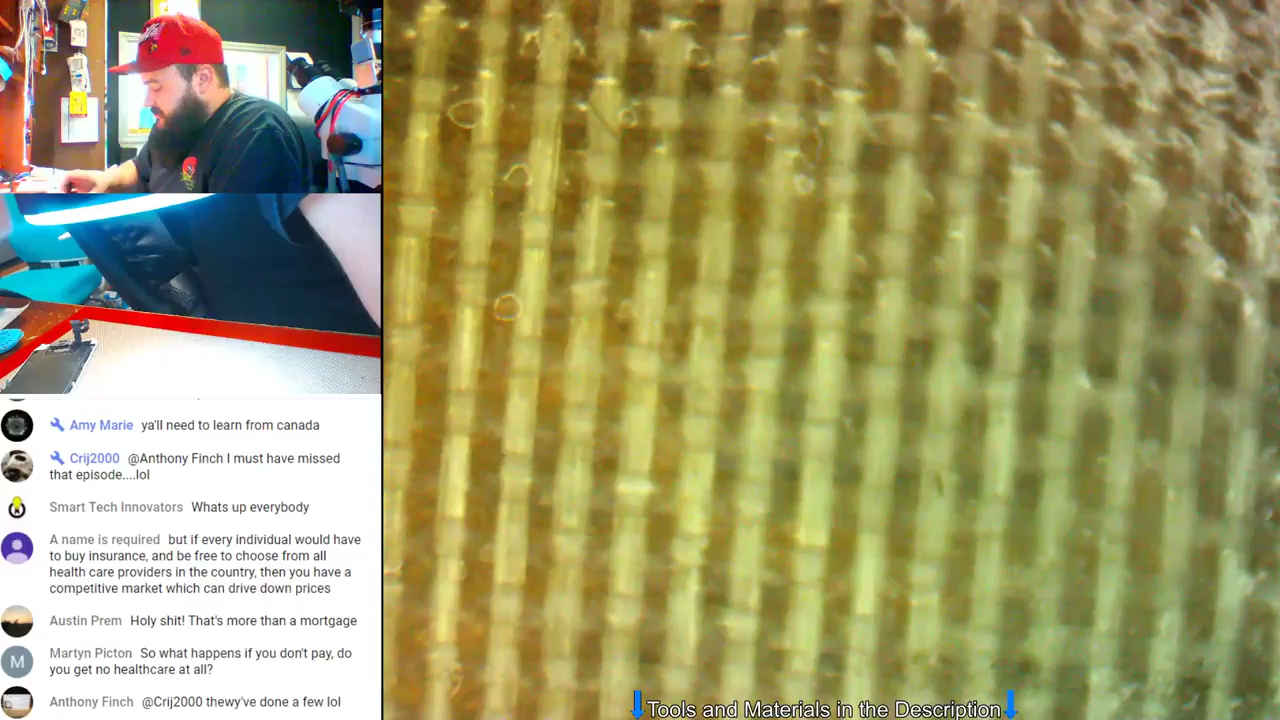 Amy Marie ya'll need to learn from canada
Crij2000 @Anthony Finch I must have missed
that episode....lol
Smart Tech Innovators Whats up everybody
A name is required but if every individual would have
to buy insurance, and be free to choose from all
health care providers in the country, then you have a
competitive market which can drive down prices
Austin Prem Holy shit! That's more than a mortgage
Martyn Picton So what happens if you don't pay, do
you get no healthcare at all?
M
Anthony Finch @Crij2000 thewy've done a few lol
Tools and Materials in the Description